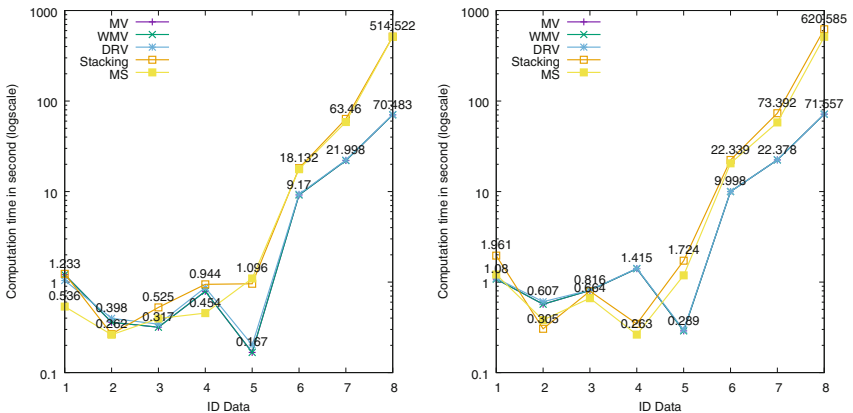 1000
100
10
1
0.1
Computation time in second (logscale)
MV
WMV
DRV
Stacking
MS
514.522
63.46
70.483
18.132
21.998
9.17
1.233
1.096
0.944
0.536
0.525
0.454
0.398
0.317
0.262
0.167
1 2 3 4 5 6 7 8
ID Data
1000
100
10
1
0.1
Computation time in second (logscale)
MV
WMV
DRV
Stacking
MS
620.585
73.392
71.557
22.339
22.378
9.998
1.961
1.724
1.415
1.08
0.816
0.664
0.607
0.305
0.263
0.289
1 2 3 4 5 6 7 8
ID Data